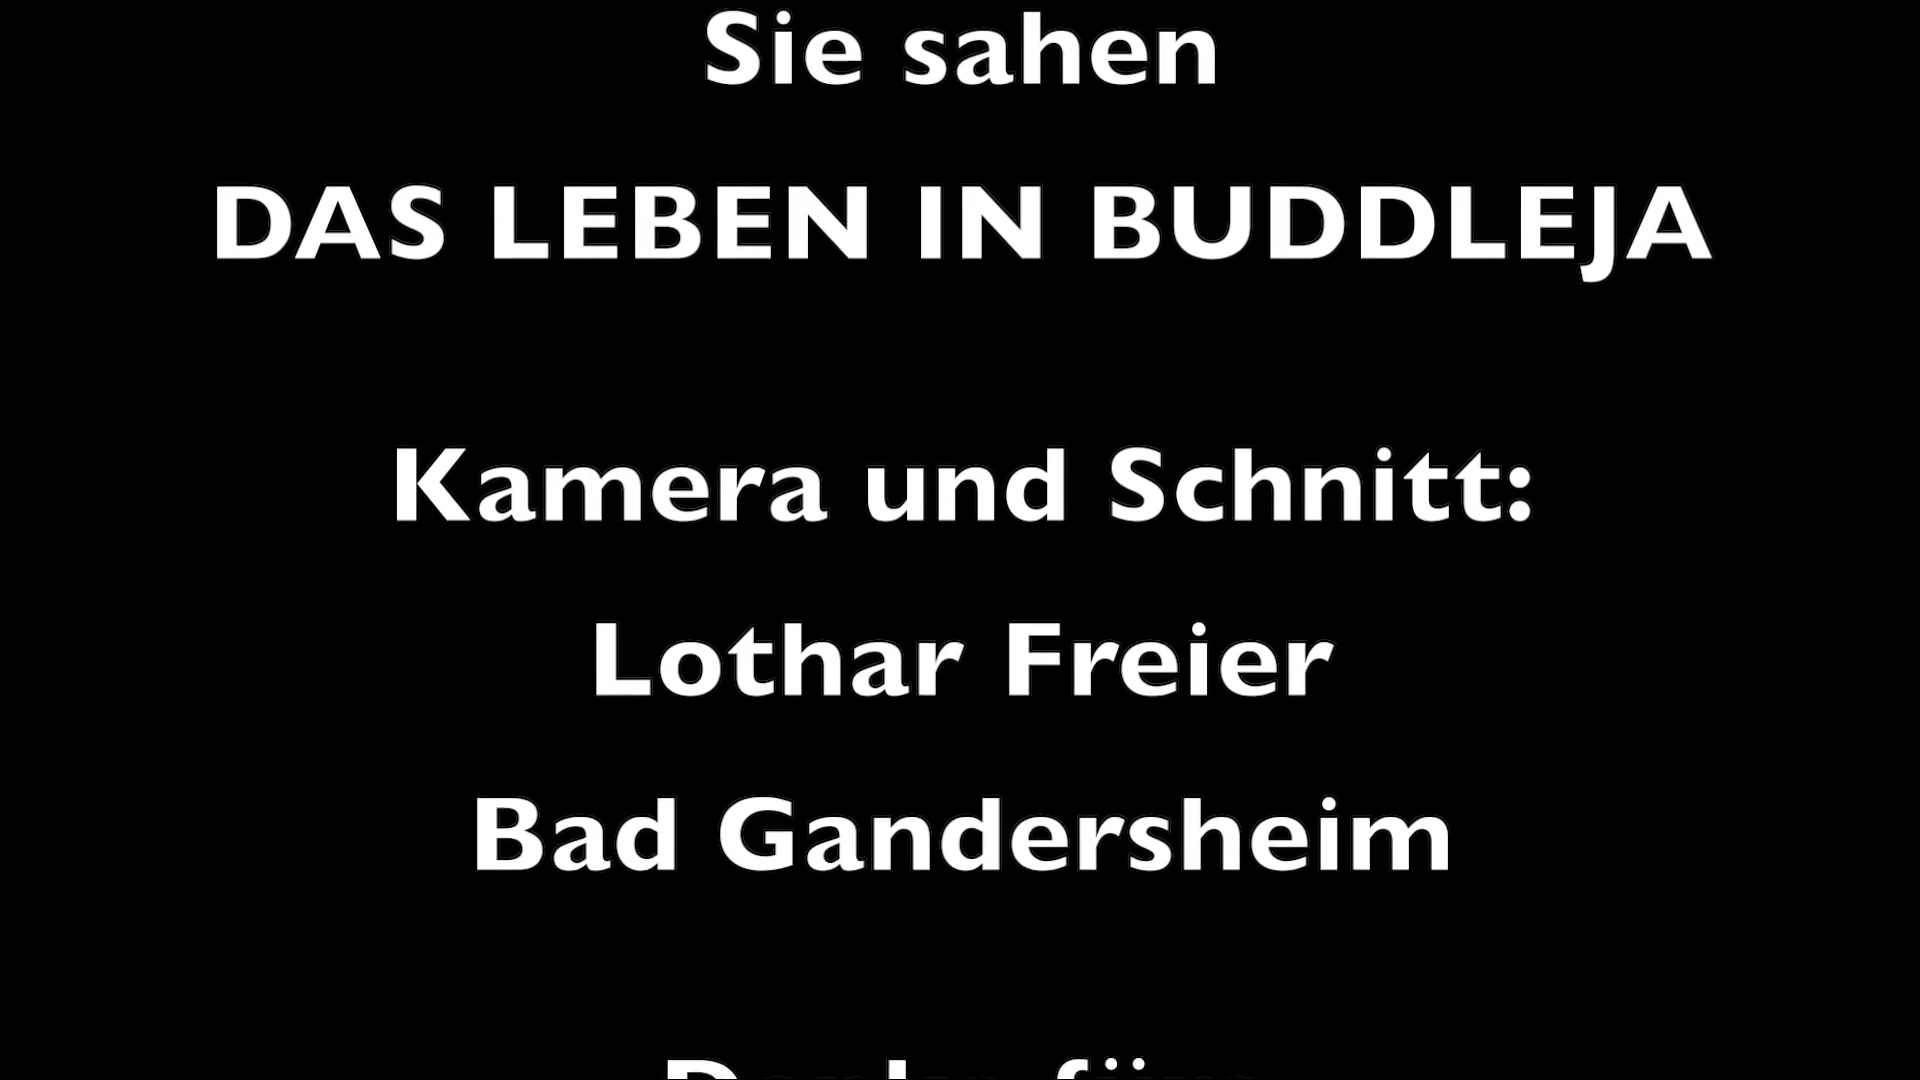 Sie sahen
DAS LEBEN IN BUDDLEJA
Kamera und Schnitt:
Lothar Freier
Bad Gandersheim